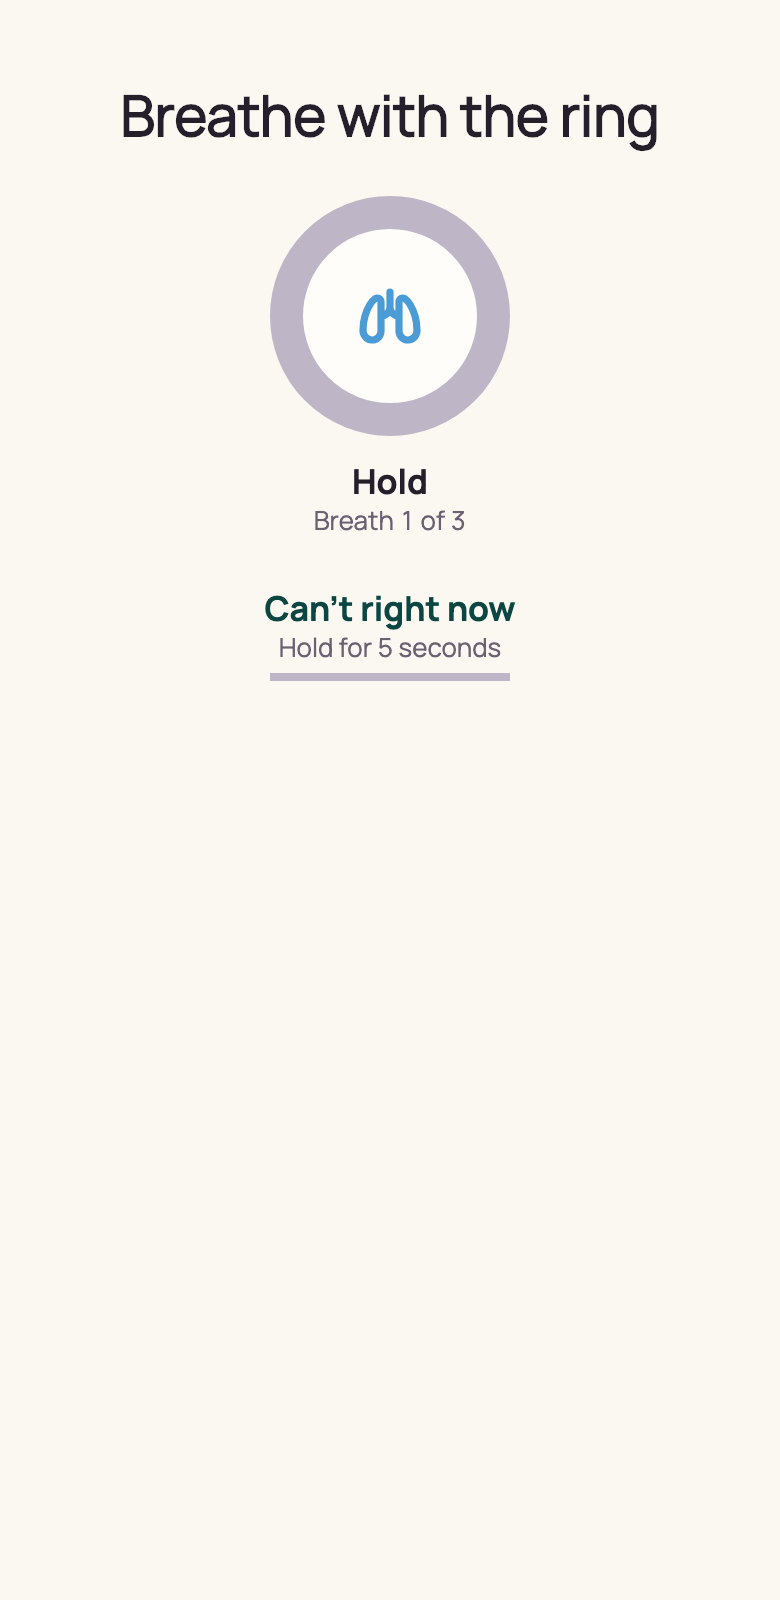 Breathe with the ring
Hold
Breath 1 of 3
Can’t right now
Hold for 5 seconds